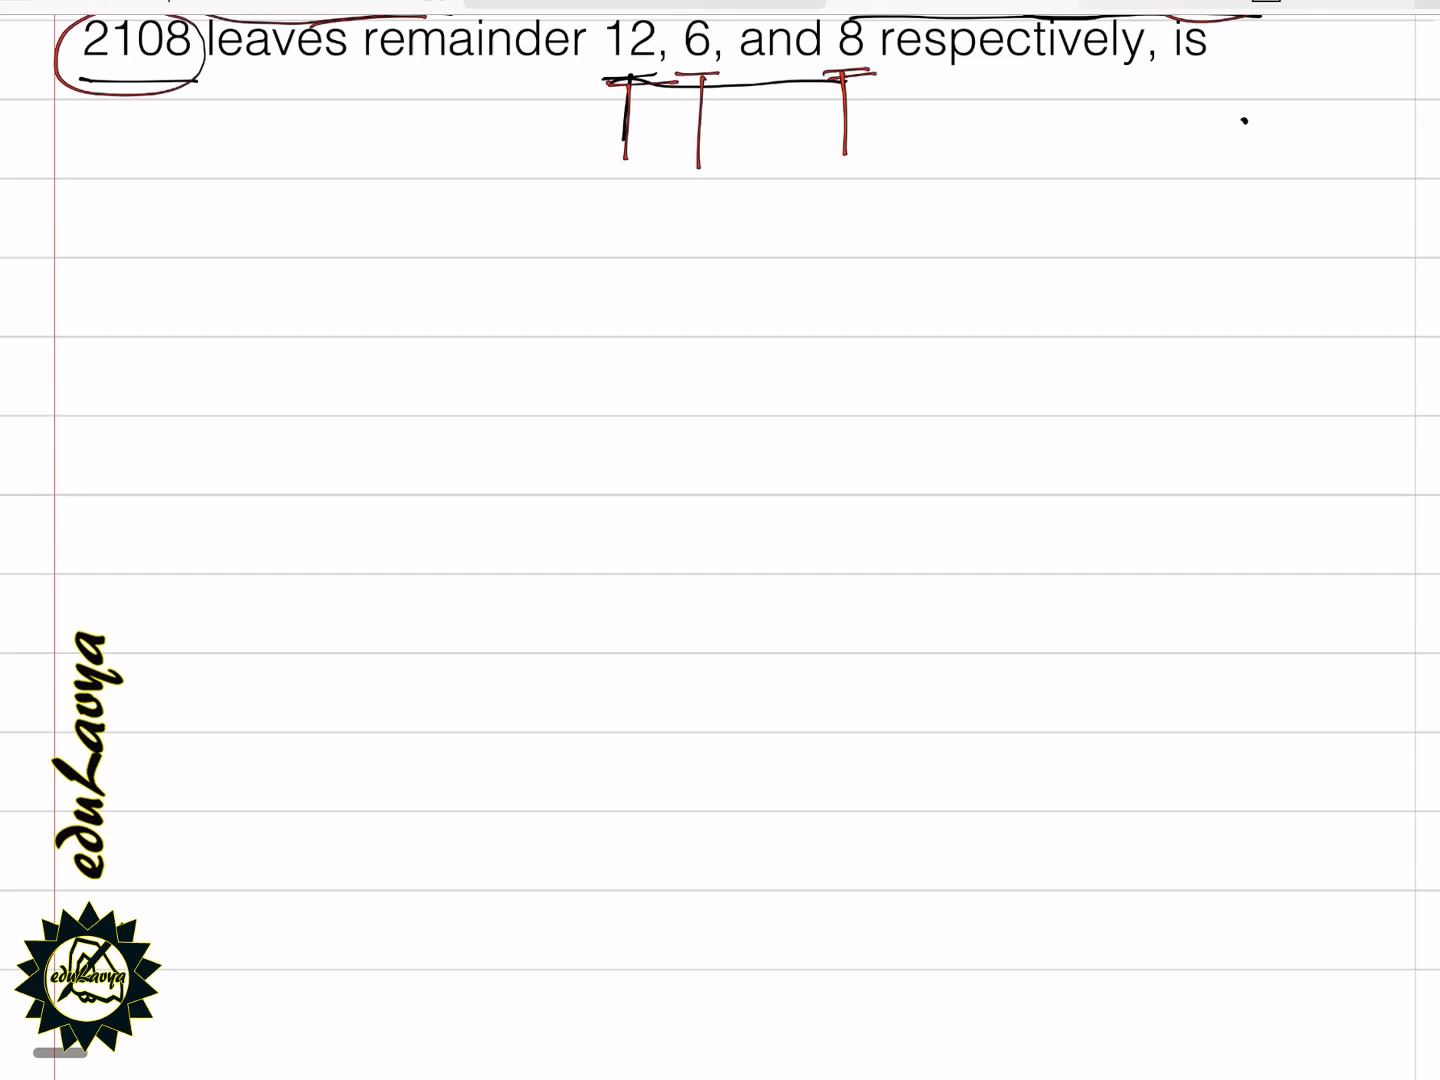 2108 leaves remainder 12, 6, and 8 respectively, is
eduLavya
eduLavya